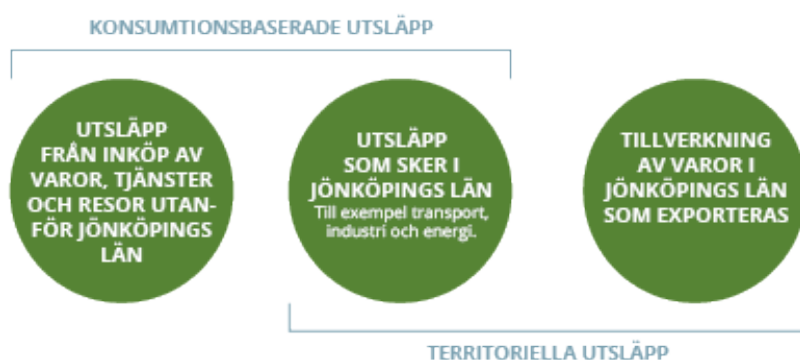 KONSUMTIONSBASERADE UTSLÄPP
UTSLÄPP
FRÅN INKÖP AV
VAROR, TJÄNSTER
OCH RESOR UTAN-
FÖR JÖNKÖPINGS
LÄN
UTSLÄPP
SOM SKER I
JÖNKÖPINGS LÄN
Till exempel transport,
industri och energi.
TILLVERKNING
AV VAROR I
JÖNKÖPINGS LÄN
SOM EXPORTERAS
TERRITORIELLA UTSLÄPP